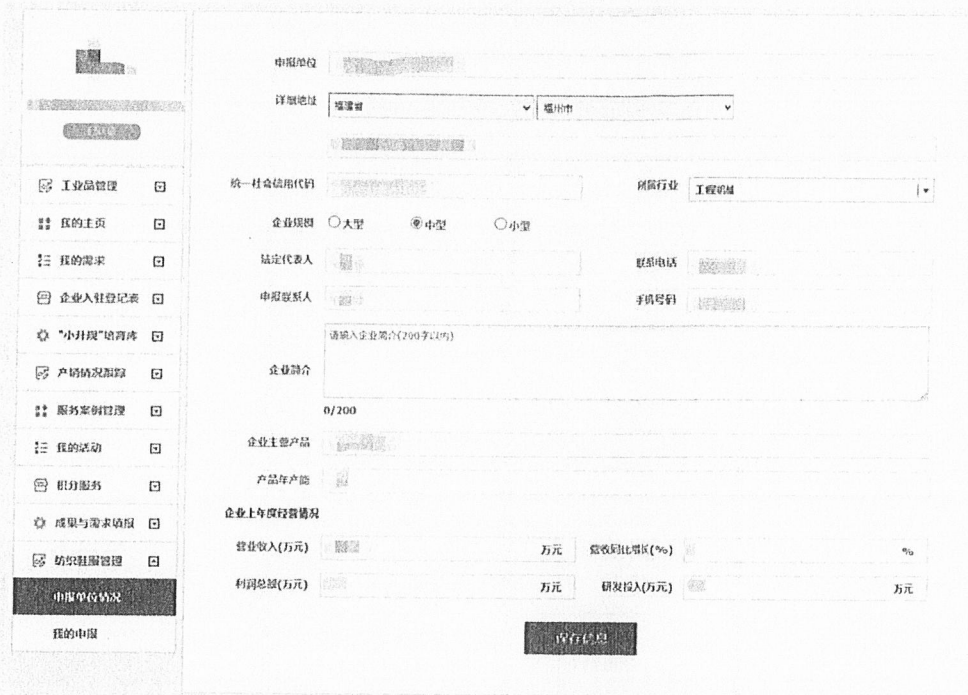 申报单位
详细地址 福建省 福州市
统一社会信用代码 所属行业 工程机械
企业规模 大型 中型 小型
法定代表人 联系电话
申报联系人 手机号码
请输入企业简介(200字以内)
企业简介
0/200
企业主营产品
产品年产能
企业上年度经营情况
营业收入(万元) 万元 营收同比增长(%) %
利润总额(万元) 万元 研发投入(万元) 万元
保存信息
工业品管理
我的主页
我的需求
企业入驻登记表
"小升规"培育库
产销情况跟踪
服务案例管理
我的活动
积分服务
成果与需求填报
纺织鞋服管理
申报单位情况
我的申报